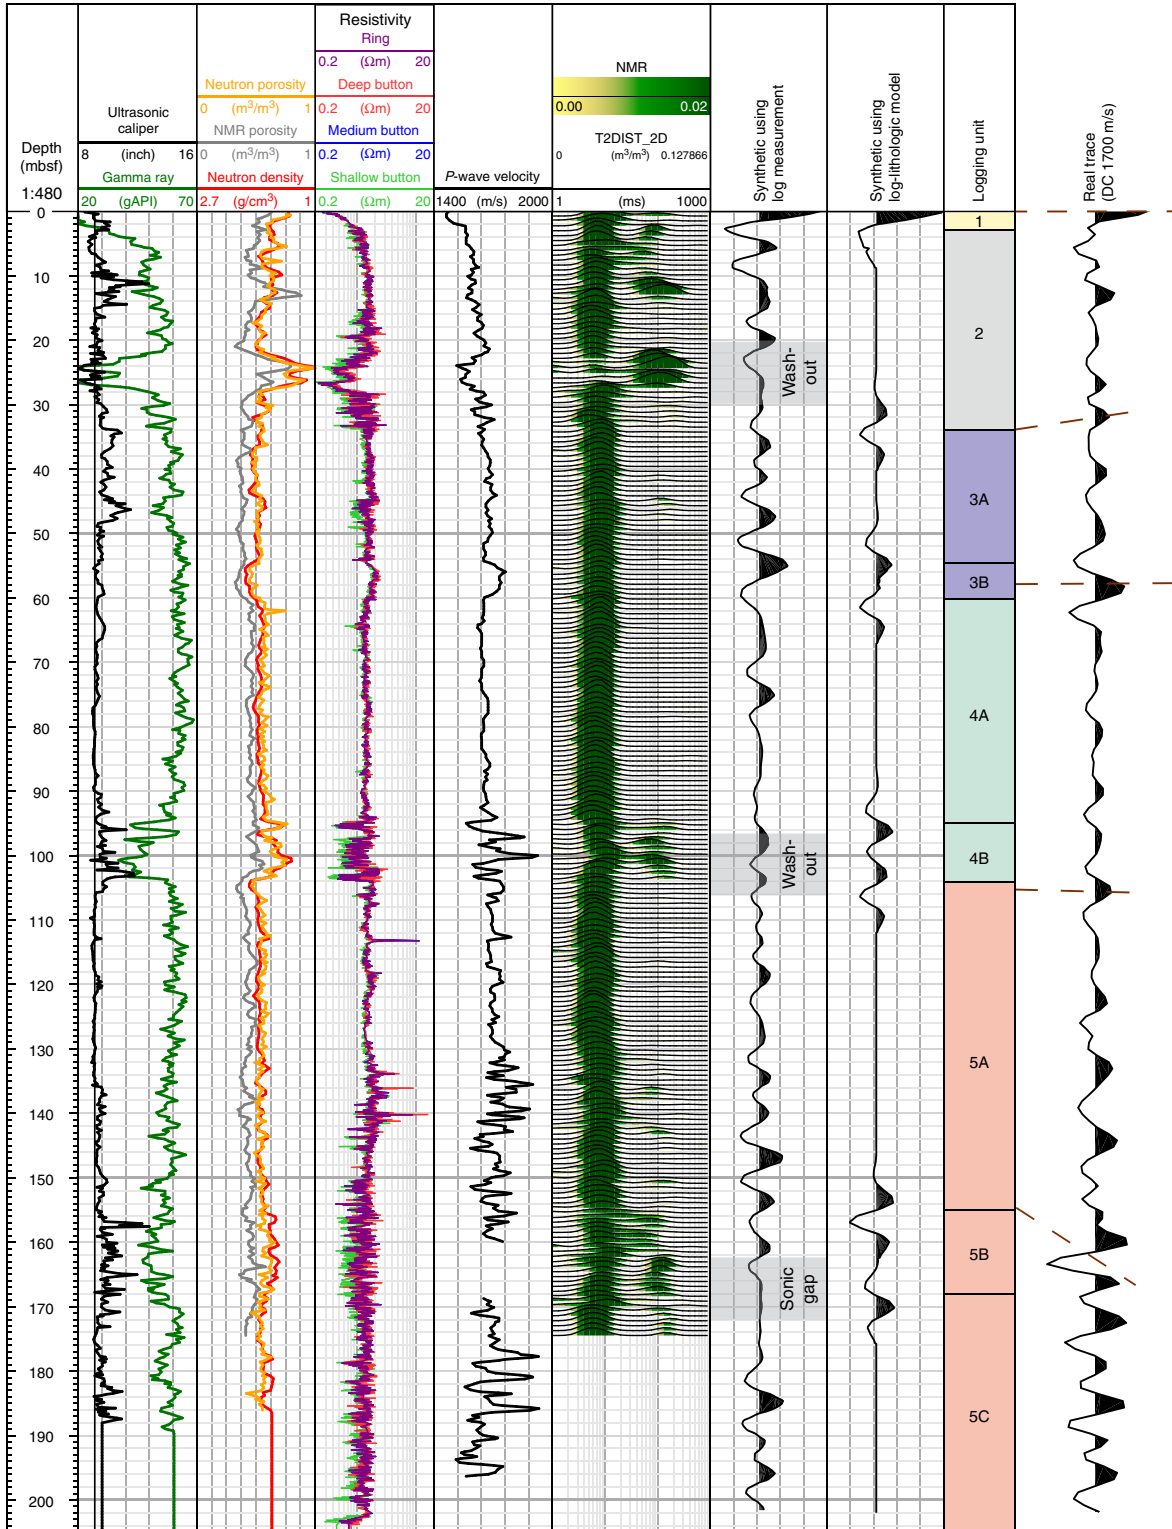 Depth
(mbsf)
1:480
Ultrasonic
caliper
8 (inch) 16
Gamma ray
20 (gAPI) 70
Neutron porosity
0 (m³/m³) 1
NMR porosity
0 (m³/m³) 1
Neutron density
2.7 (g/cm³) 1
Resistivity
Ring
0.2 (Ωm) 20
Deep button
0.2 (Ωm) 20
Medium button
0.2 (Ωm) 20
Shallow button
0.2 (Ωm) 20
P-wave velocity
1400 (m/s) 2000
NMR
0.00 0.02
T2DIST_2D
0 (m³/m³) 0.127866
1 (ms) 1000
Synthetic using
log measurement
Synthetic using
log-lithologic model
Logging unit
Real trace
(DC 1700 m/s)
0
10
20
30
40
50
60
70
80
90
100
110
120
130
140
150
160
170
180
190
200
Wash-
out
Wash-
out
Sonic
gap
1
2
3A
3B
4A
4B
5A
5B
5C